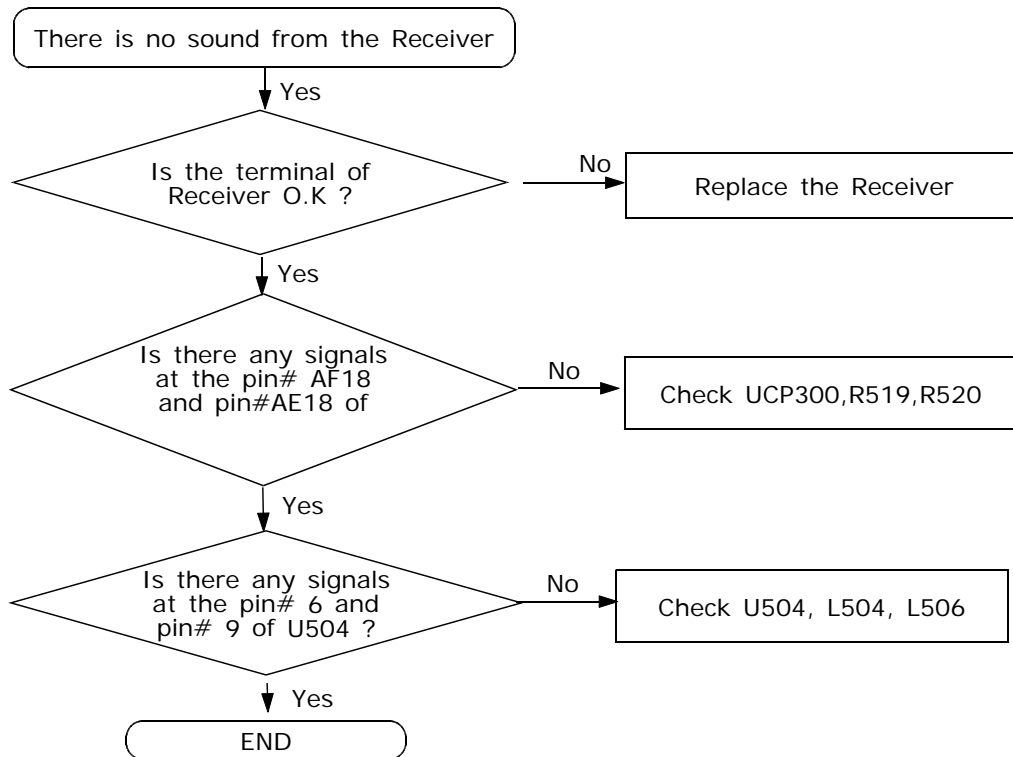 There is no sound from the Receiver
Yes
Is the terminal of
Receiver O.K ?
No
Replace the Receiver
Yes
Is there any signals
at the pin# AF18
and pin#AE18 of
No
Check UCP300,R519,R520
Yes
Is there any signals
at the pin# 6 and
pin# 9 of U504 ?
No
Check U504, L504, L506
Yes
END